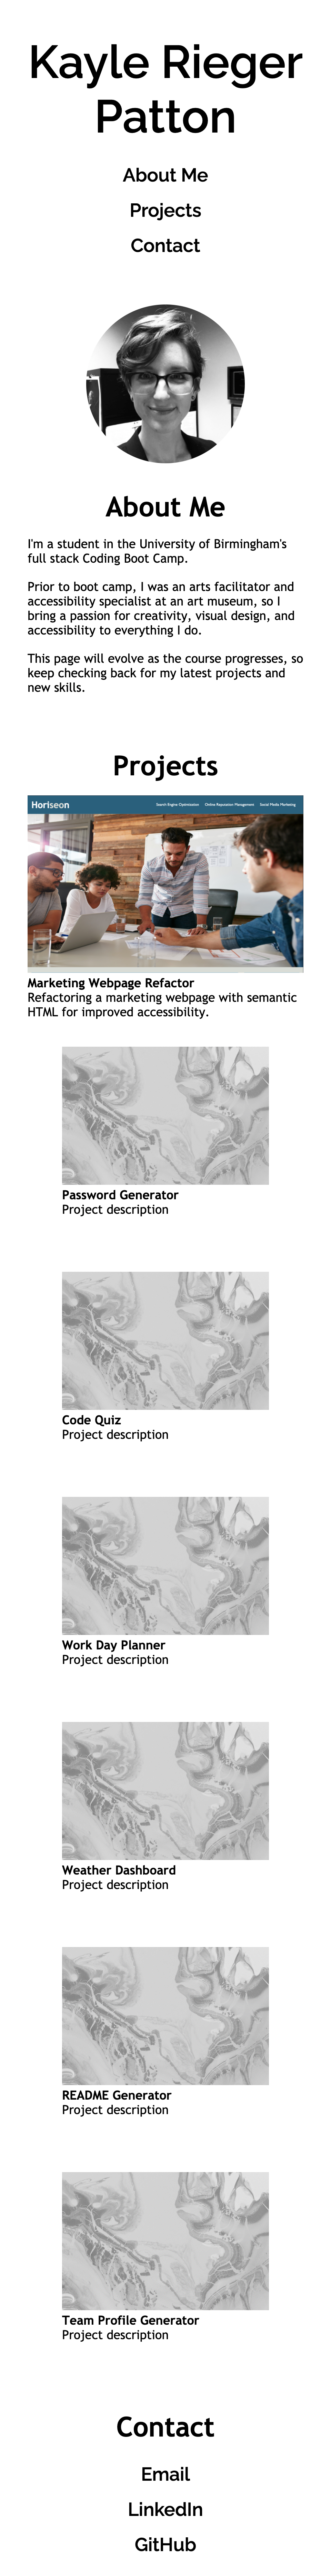 Kayle Rieger
Patton
About Me
Projects
Contact
About Me
I'm a student in the University of Birmingham's
full stack Coding Boot Camp.
Prior to boot camp, I was an arts facilitator and
accessibility specialist at an art museum, so I
bring a passion for creativity, visual design, and
accessibility to everything I do.
This page will evolve as the course progresses, so
keep checking back for my latest projects and
new skills.
Projects
Horiseon
Search Engine Optimization Online Reputation Management Social Media Marketing
Marketing Webpage Refactor
Refactoring a marketing webpage with semantic
HTML for improved accessibility.
Password Generator
Project description
Code Quiz
Project description
Work Day Planner
Project description
Weather Dashboard
Project description
README Generator
Project description
Team Profile Generator
Project description
Contact
Email
LinkedIn
GitHub